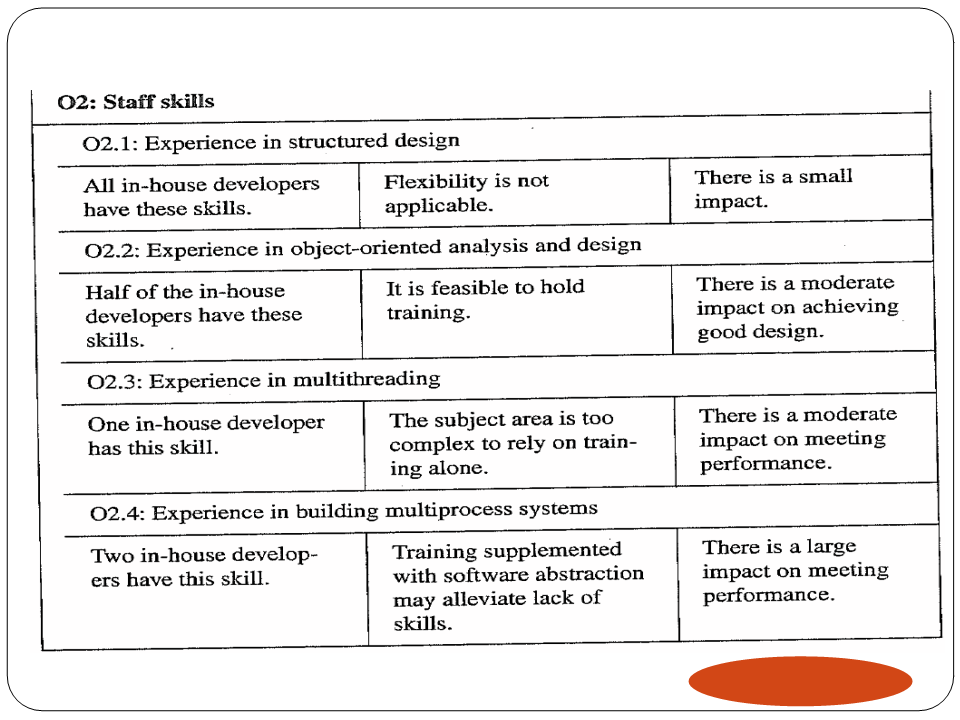 O2: Staff skills
O2.1: Experience in structured design
All in-house developers
have these skills.
Flexibility is not
applicable.
There is a small
impact.
O2.2: Experience in object-oriented analysis and design
Half of the in-house
developers have these
skills.
It is feasible to hold
training.
There is a moderate
impact on achieving
good design.
O2.3: Experience in multithreading
One in-house developer
has this skill.
The subject area is too
complex to rely on train-
ing alone.
There is a moderate
impact on meeting
performance.
O2.4: Experience in building multiprocess systems
Two in-house develop-
ers have this skill.
Training supplemented
with software abstraction
may alleviate lack of
skills.
There is a large
impact on meeting
performance.